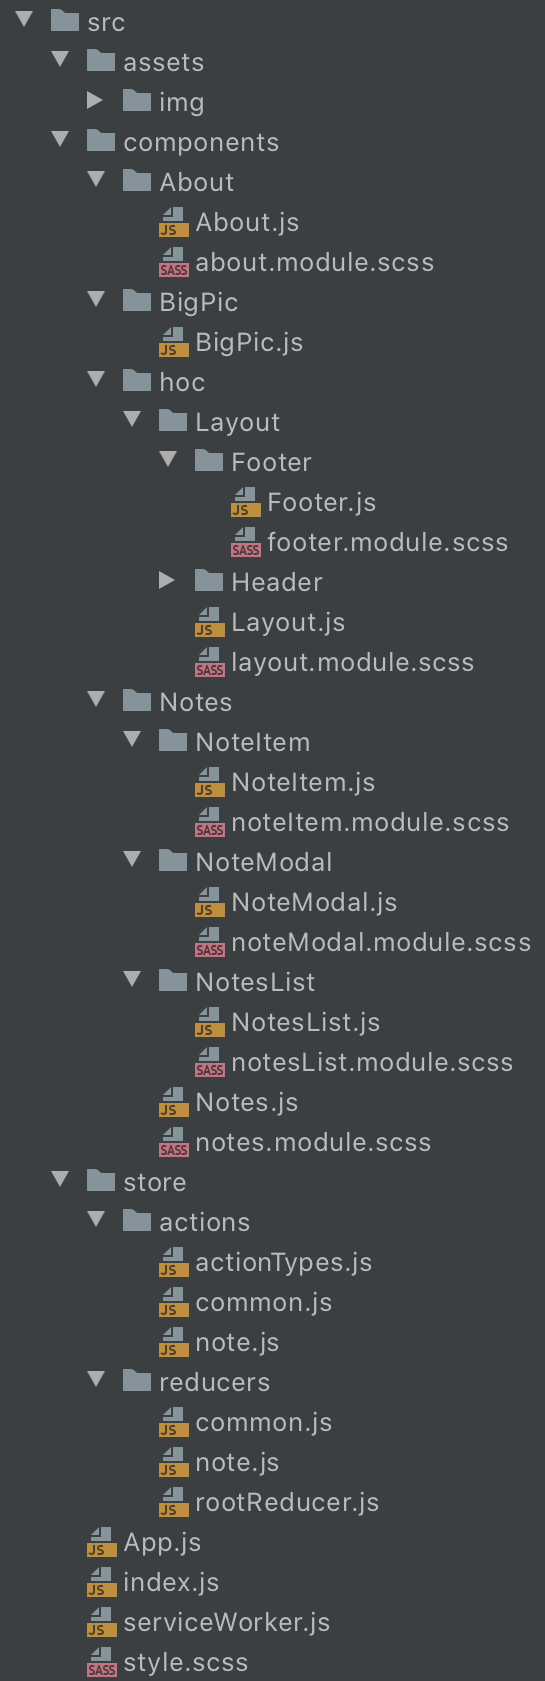 src
assets
img
components
About
JS About.js
SASS about.module.scss
BigPic
JS BigPic.js
hoc
Layout
Footer
JS Footer.js
SASS footer.module.scss
Header
JS Layout.js
SASS layout.module.scss
Notes
NoteItem
JS NoteItem.js
SASS noteItem.module.scss
NoteModal
JS NoteModal.js
SASS noteModal.module.scss
NotesList
JS NotesList.js
SASS notesList.module.scss
JS Notes.js
SASS notes.module.scss
store
actions
JS actionTypes.js
JS common.js
JS note.js
reducers
JS common.js
JS note.js
JS rootReducer.js
JS App.js
JS index.js
JS serviceWorker.js
SASS style.scss